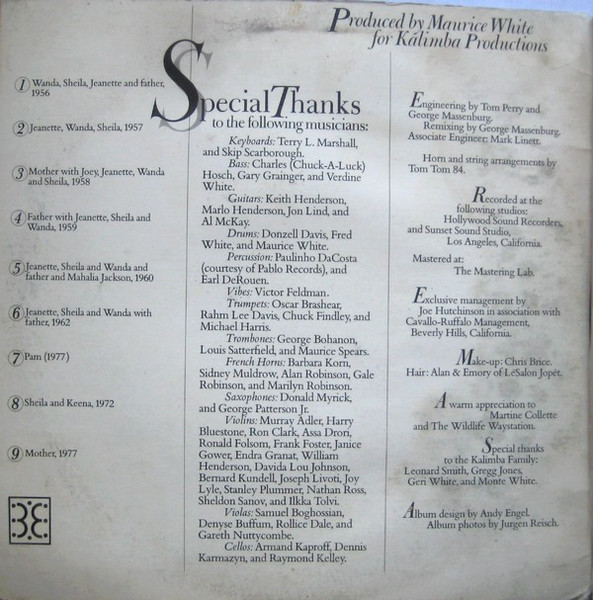 Produced by Maurice White
for Kalimba Productions
1 Wanda, Sheila, Jeanette and father,
1956
2 Jeanette, Wanda, Sheila, 1957
3 Mother with Joey, Jeanette, Wanda
and Sheila, 1958
4 Father with Jeanette, Sheila and
Wanda, 1959
5 Jeanette, Sheila and Wanda and
father and Mahalia Jackson, 1960
6 Jeanette, Sheila and Wanda with
father, 1962
7 Pam (1977)
8 Sheila and Keena, 1972
9 Mother, 1977
Special Thanks
to the following musicians:
Keyboards: Terry L. Marshall,
and Skip Scarborough.
Bass: Charles (Chuck-A-Luck)
Hosch, Gary Grainger, and Verdine
White.
Guitars: Keith Henderson,
Marlo Henderson, Jon Lind, and
Al McKay.
Drums: Donzell Davis, Fred
White, and Maurice White.
Percussion: Paulinho DaCosta
(courtesy of Pablo Records), and
Earl DeRouen.
Vibes: Victor Feldman.
Trumpets: Oscar Brashear,
Rahm Lee Davis, Chuck Findley, and
Michael Harris.
Trombones: George Bohanon,
Louis Satterfield, and Maurice Spears.
French Horns: Barbara Korn,
Sidney Muldrow, Alan Robinson, Gale
Robinson, and Marilyn Robinson.
Saxophones: Donald Myrick,
and George Patterson Jr.
Violins: Murray Adler, Harry
Bluestone, Ron Clark, Assa Drori,
Ronald Folsom, Frank Foster, Janice
Gower, Endra Granat, William
Henderson, Davida Lou Johnson,
Bernard Kundell, Joseph Livoti, Joy
Lyle, Stanley Plummer, Nathan Ross,
Sheldon Sanov, and Ilkka Tolvi.
Violas: Samuel Boghossian,
Denyse Buffum, Rollice Dale, and
Gareth Nuttycombe.
Cellos: Armand Kaproff, Dennis
Karmazyn, and Raymond Kelley.
Engineering by Tom Perry and
George Massenburg.
Remixing by George Massenburg.
Associate Engineer: Mark Linett.
Horn and string arrangements by
Tom Tom 84.
Recorded at the
following studios:
Hollywood Sound Recorders,
and Sunset Sound Studio,
Los Angeles, California.
Mastered at:
The Mastering Lab.
Exclusive management by
Joe Hutchinson in association with
Cavallo-Ruffalo Management,
Beverly Hills, California.
Make-up: Chris Brice.
Hair: Alan & Emory of LeSalon Jopét.
A warm appreciation to
Martine Collette
and The Wildlife Waystation.
Special thanks
to the Kalimba Family:
Leonard Smith, Gregg Jones,
Geri White, and Monte White.
Album design by Andy Engel.
Album photos by Jurgen Reisch.